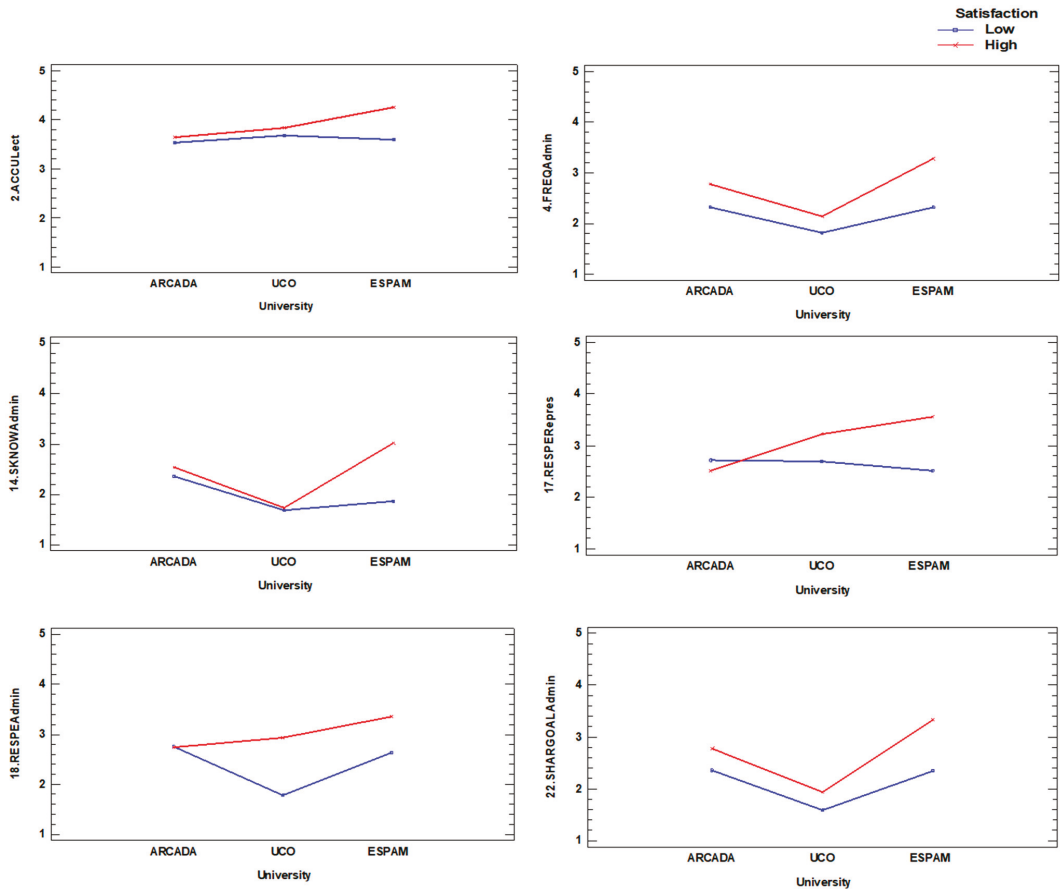 Satisfaction
Low
High
2.ACCULect
5
4
3
2
1
ARCADA UCO ESPAM
University
4.FREQAdmin
5
4
3
2
1
ARCADA UCO ESPAM
University
14.SKNOWAdmin
5
4
3
2
1
ARCADA UCO ESPAM
University
17.RESPERepres
5
4
3
2
1
ARCADA UCO ESPAM
University
18.RESPEAdmin
5
4
3
2
1
ARCADA UCO ESPAM
University
22.SHARGOALAdmin
5
4
3
2
1
ARCADA UCO ESPAM
University